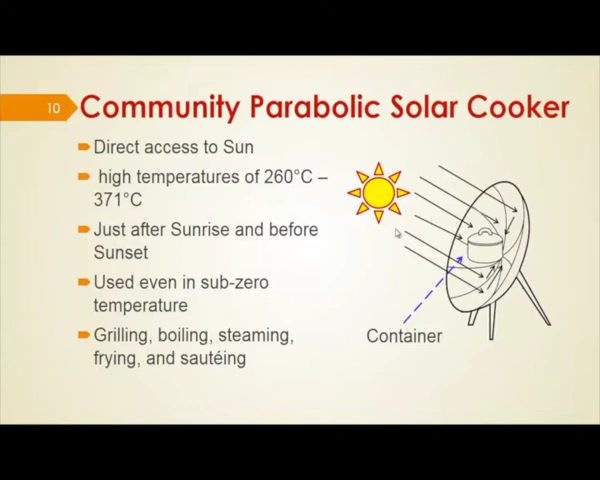 10
Community Parabolic Solar Cooker
Direct access to Sun
high temperatures of 260°C –
371°C
Just after Sunrise and before
Sunset
Used even in sub-zero
temperature
Grilling, boiling, steaming,
frying, and sautéing
Container